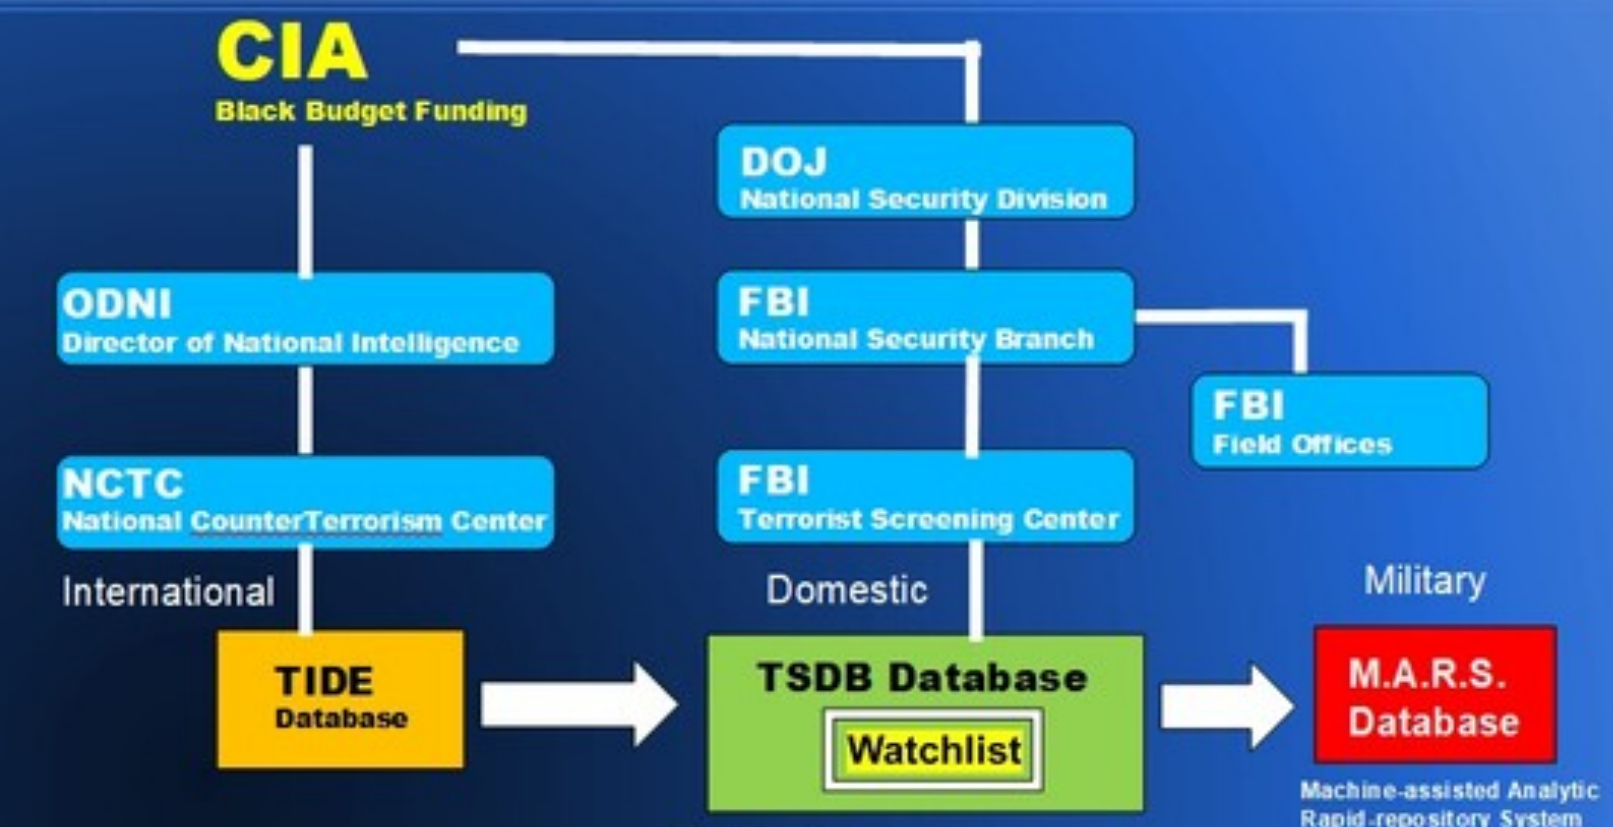 CIA
Black Budget Funding
DOJ
National Security Division
ODNI
Director of National Intelligence
FBI
National Security Branch
FBI
Field Offices
NCTC
National CounterTerrorism Center
FBI
Terrorist Screening Center
International
Domestic
Military
TIDE
Database
TSDB Database
Watchlist
M.A.R.S.
Database
Machine-assisted Analytic
Rapid-repository System